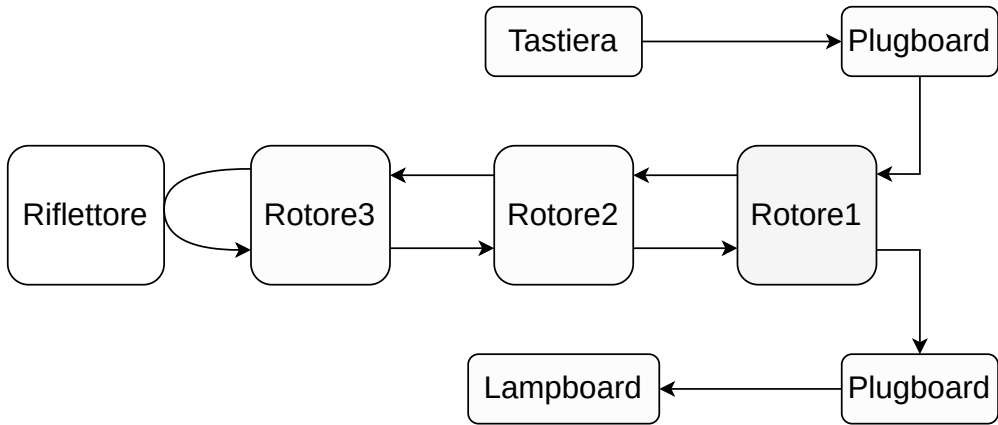 Tastiera
Plugboard
Riflettore
Rotore3
Rotore2
Rotore1
Lampboard
Plugboard